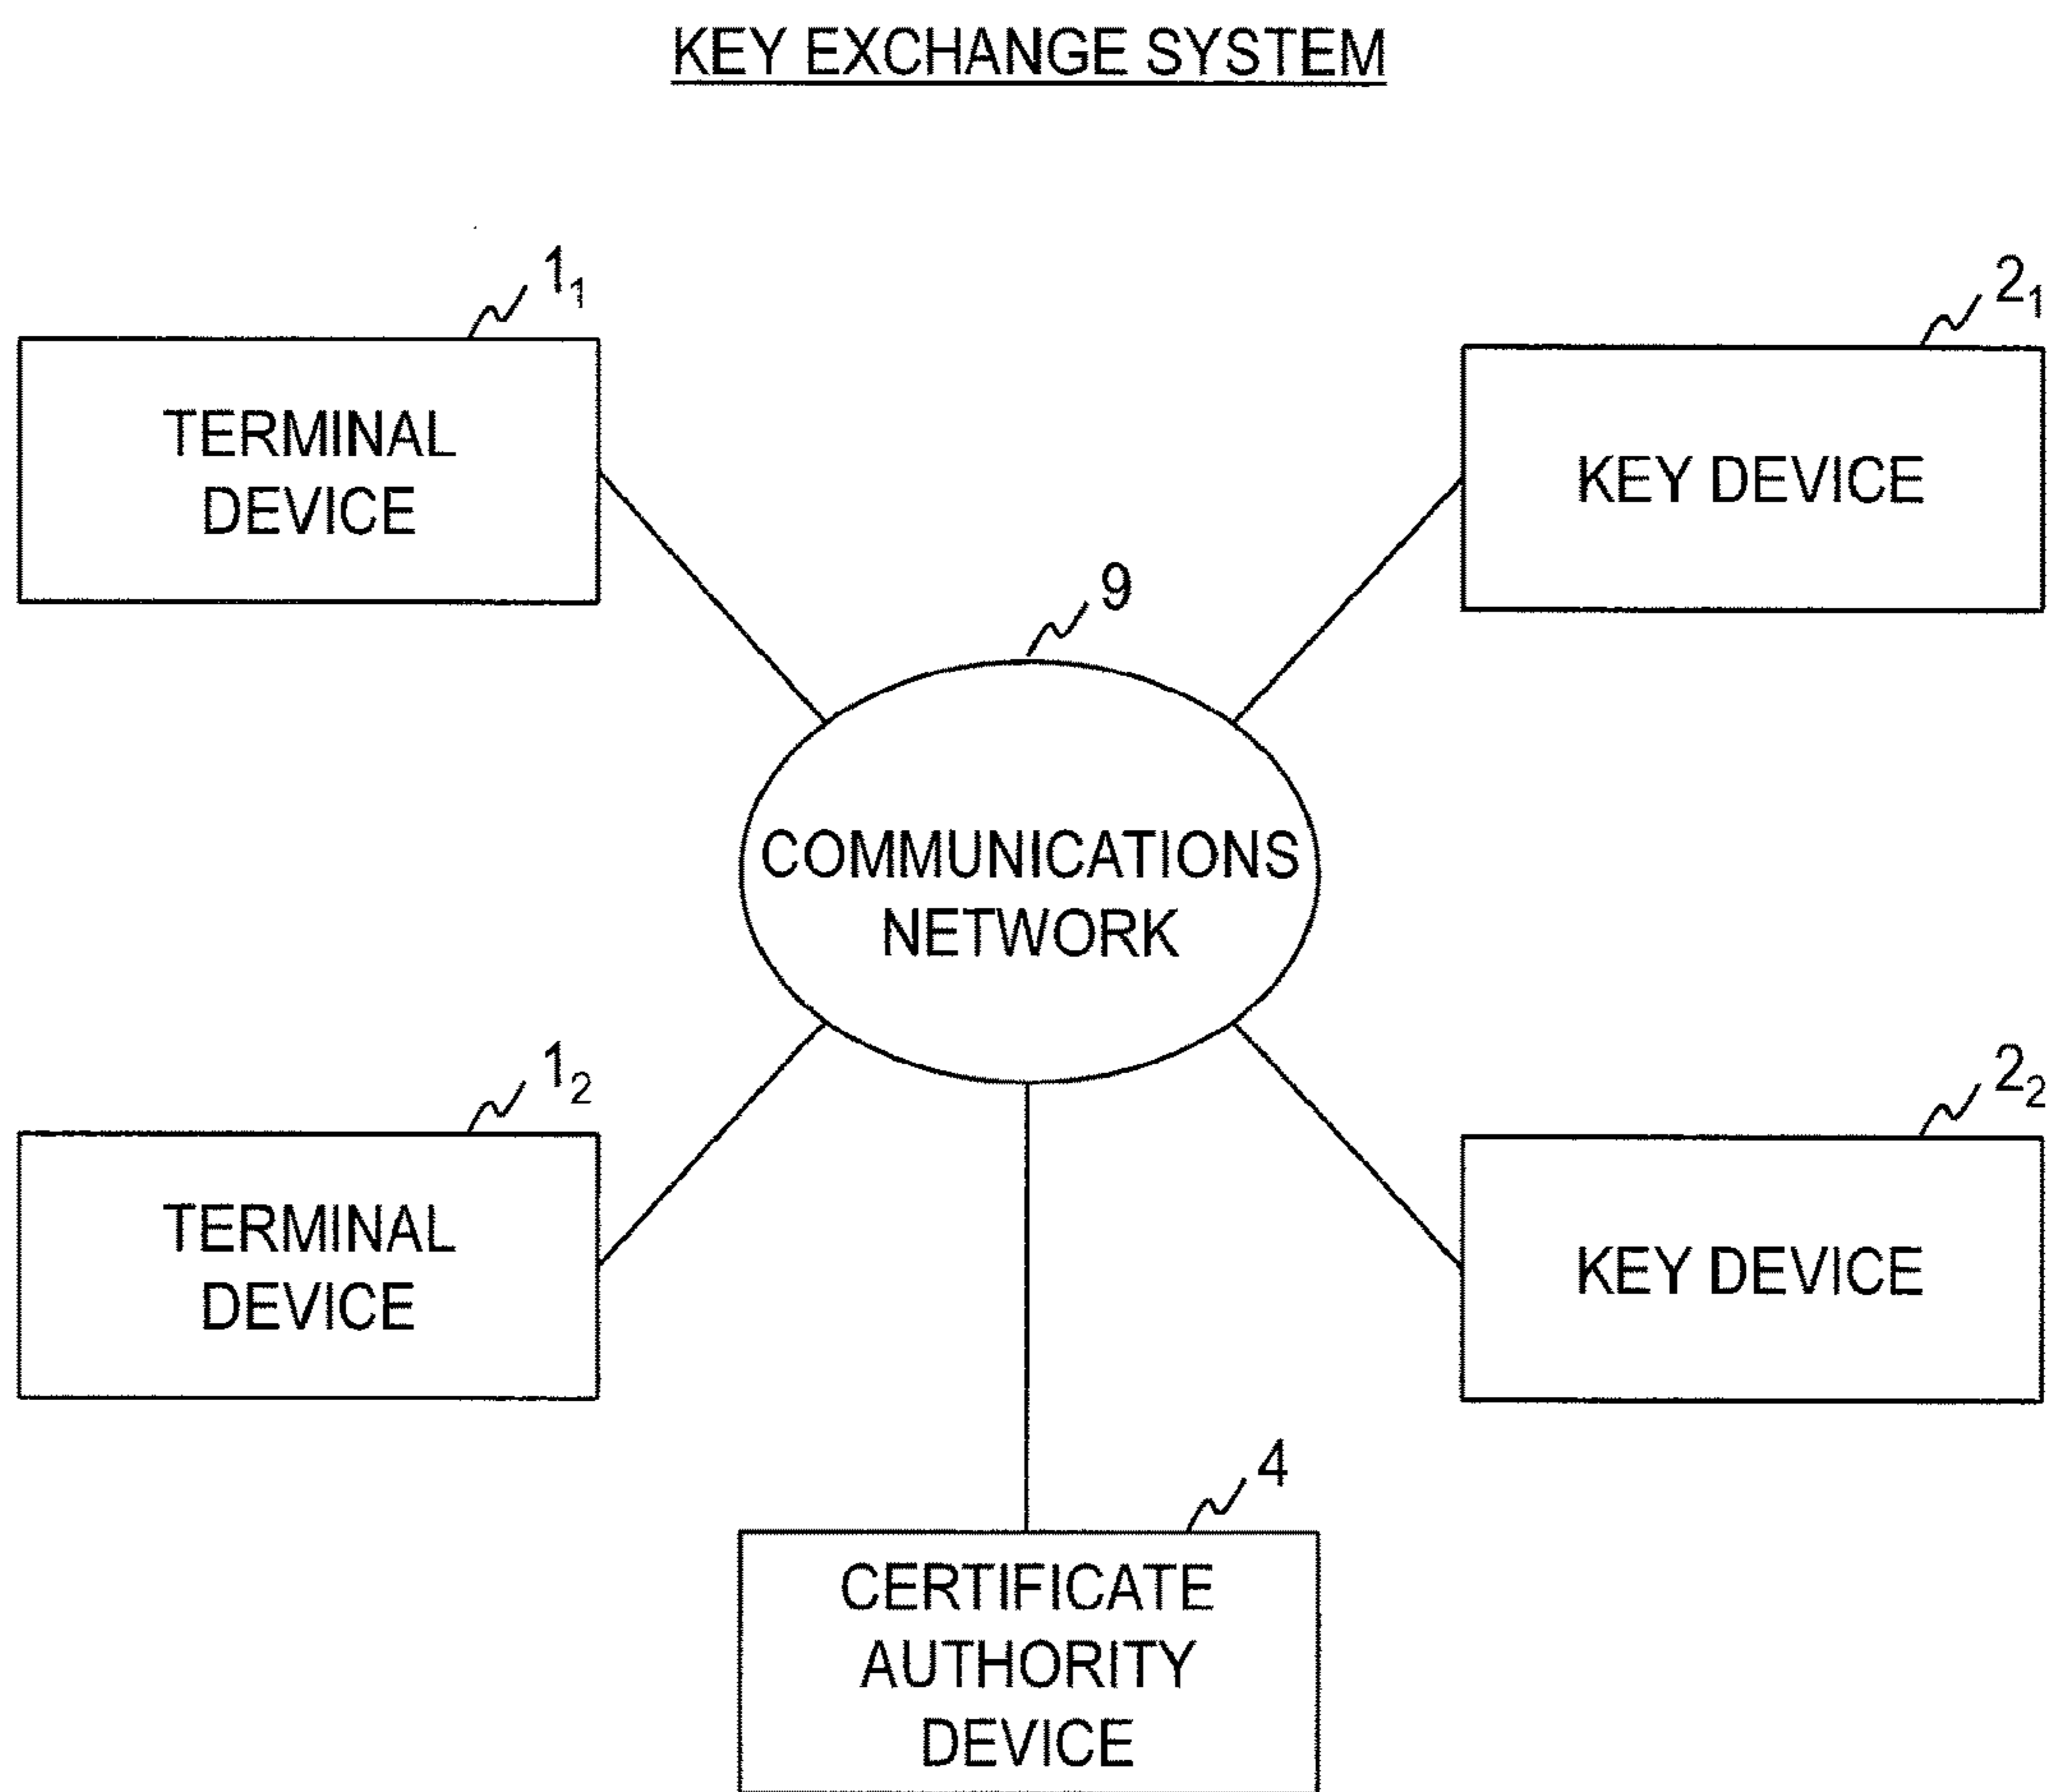 KEY EXCHANGE SYSTEM
1₁
TERMINAL
DEVICE
2₁
KEY DEVICE
9
COMMUNICATIONS
NETWORK
1₂
TERMINAL
DEVICE
2₂
KEY DEVICE
4
CERTIFICATE
AUTHORITY
DEVICE